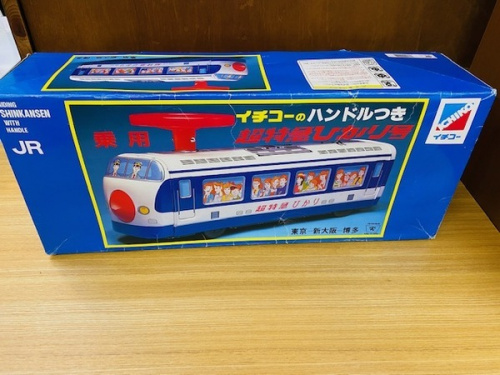 RIDING
SHINKANSEN
WITH
HANDLE
JR
イチコーのハンドルつき
乗用
超特急ひかり号
超特急ひかり
東京-新大阪-博多
ICHIKO
イチコー